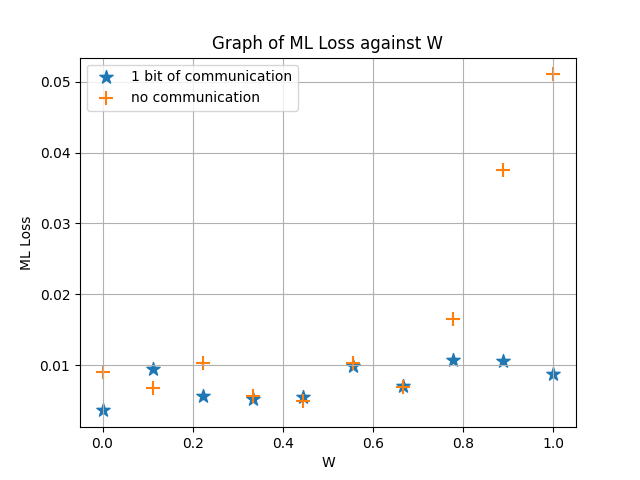 Graph of ML Loss against W
1 bit of communication
no communication
0.05
0.04
0.03
0.02
0.01
ML Loss
0.0 0.2 0.4 0.6 0.8 1.0
W